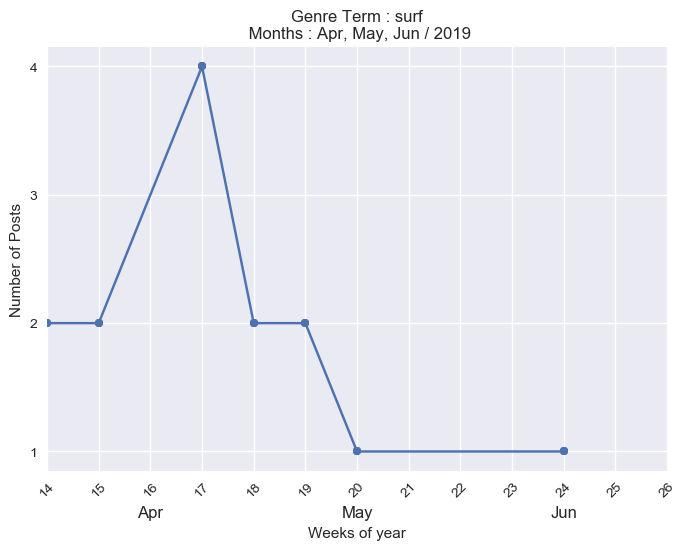 Genre Term : surf
Months : Apr, May, Jun / 2019
Number of Posts
4
3
2
1
14 15 16 17 18 19 20 21 22 23 24 25 26
Apr May Jun
Weeks of year